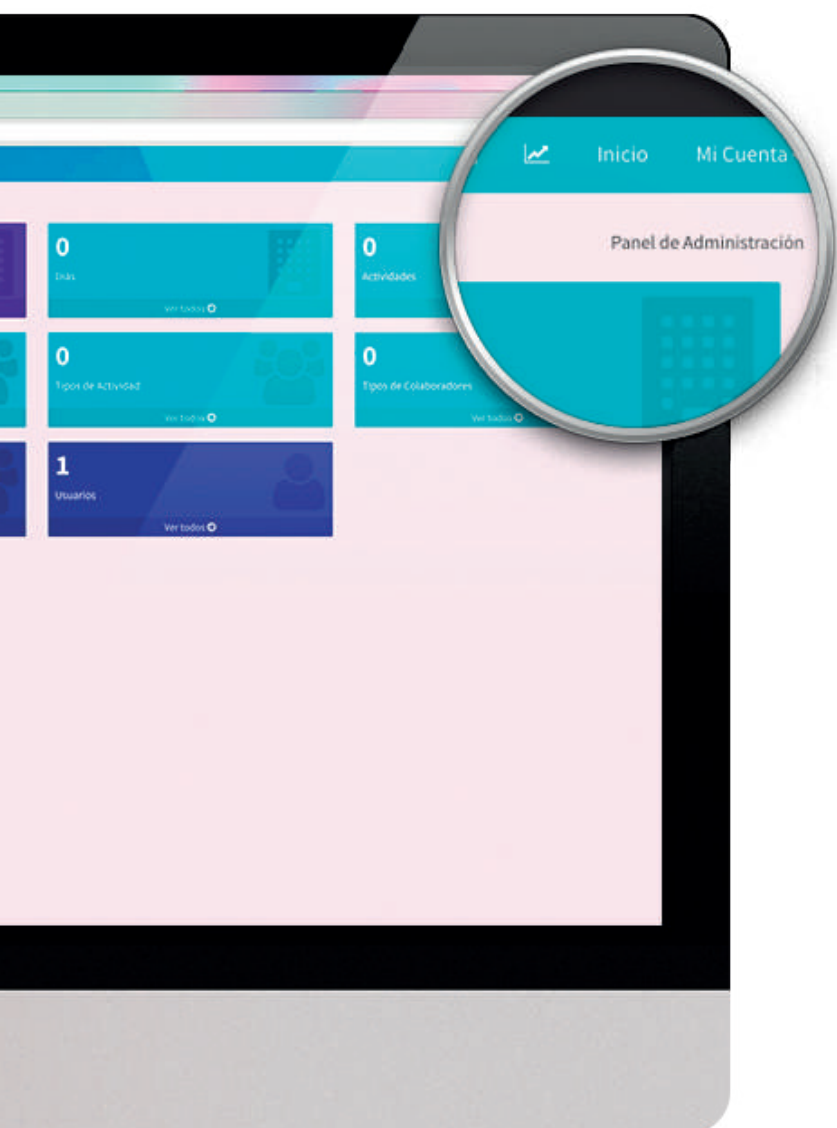 Inicio Mi Cuenta
Panel de Administración
0 0
Actividades
Ver todos
0 0
Tipos de Actividad Tipos de Colaboradores
Ver todos Ver todos
1
Usuarios
Ver todos